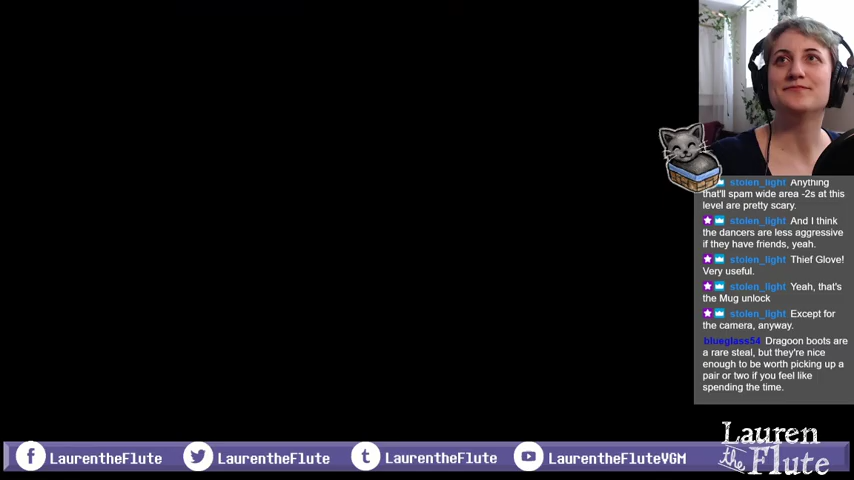 stolen_light Anything
that'll spam wide area -2s at this
level are pretty scary.
stolen_light And I think
the dancers are less aggressive
if they have friends, yeah.
stolen_light Thief Glove!
Very useful.
stolen_light Yeah, that's
the Mug unlock
stolen_light Except for
the camera, anyway.
blueglass54 Dragoon boots are
a rare steal, but they're nice
enough to be worth picking up a
pair or two if you feel like
spending the time.
LaurentheFlute LaurentheFlute LaurentheFlute LaurentheFluteVGM
Lauren
the Flute